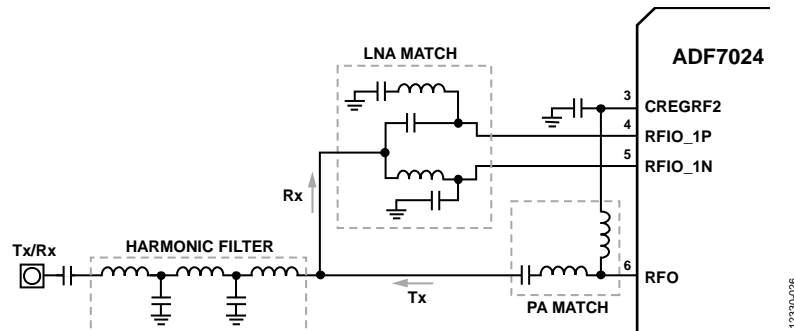 LNA MATCH
ADF7024
3
CREGRF2
4
RFIO_1P
5
RFIO_1N
Rx
Tx/Rx
HARMONIC FILTER
Tx
6
RFO
PA MATCH
12330-026